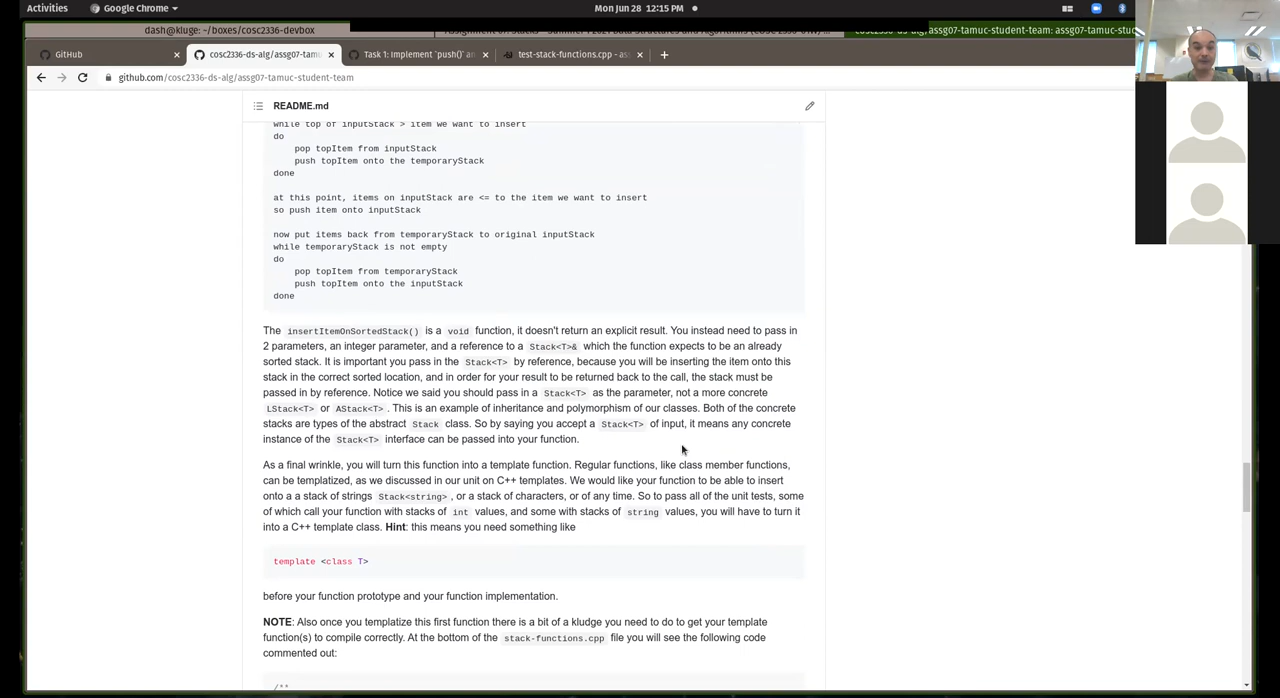 Activities Google Chrome Mon Jun 28 12:15 PM
dash@kluge: ~/boxes/cosc2336-devbox
GitHub cosc2336-ds-alg/assg07-tamu Task 1: Implement `push()` an test-stack-functions.cpp - as
github.com/cosc2336-ds-alg/assg07-tamuc-student-team
README.md
while top of inputStack > item we want to insert
do
pop topItem from inputStack
push topItem onto the temporaryStack
done
at this point, items on inputStack are <= to the item we want to insert
so push item onto inputStack
now put items back from temporaryStack to original inputStack
while temporaryStack is not empty
do
pop topItem from temporaryStack
push topItem onto the inputStack
done
The insertItemOnSortedStack() is a void function, it doesn't return an explicit result. You instead need to pass in
2 parameters, an integer parameter, and a reference to a Stack<T>& which the function expects to be an already
sorted stack. It is important you pass in the Stack<T> by reference, because you will be inserting the item onto this
stack in the correct sorted location, and in order for your result to be returned back to the call, the stack must be
passed in by reference. Notice we said you should pass in a Stack<T> as the parameter, not a more concrete
LStack<T> or AStack<T>. This is an example of inheritance and polymorphism of our classes. Both of the concrete
stacks are types of the abstract Stack class. So by saying you accept a Stack<T> of input, it means any concrete
instance of the Stack<T> interface can be passed into your function.
As a final wrinkle, you will turn this function into a template function. Regular functions, like class member functions,
can be templatized, as we discussed in our unit on C++ templates. We would like your function to be able to insert
onto a a stack of strings Stack<string>, or a stack of characters, or of any time. So to pass all of the unit tests, some
of which call your function with stacks of int values, and some with stacks of string values, you will have to turn it
into a C++ template class. Hint: this means you need something like
template <class T>
before your function prototype and your function implementation.
NOTE: Also once you templatize this first function there is a bit of a kludge you need to do to get your template
function(s) to compile correctly. At the bottom of the stack-functions.cpp file you will see the following code
commented out:
/**